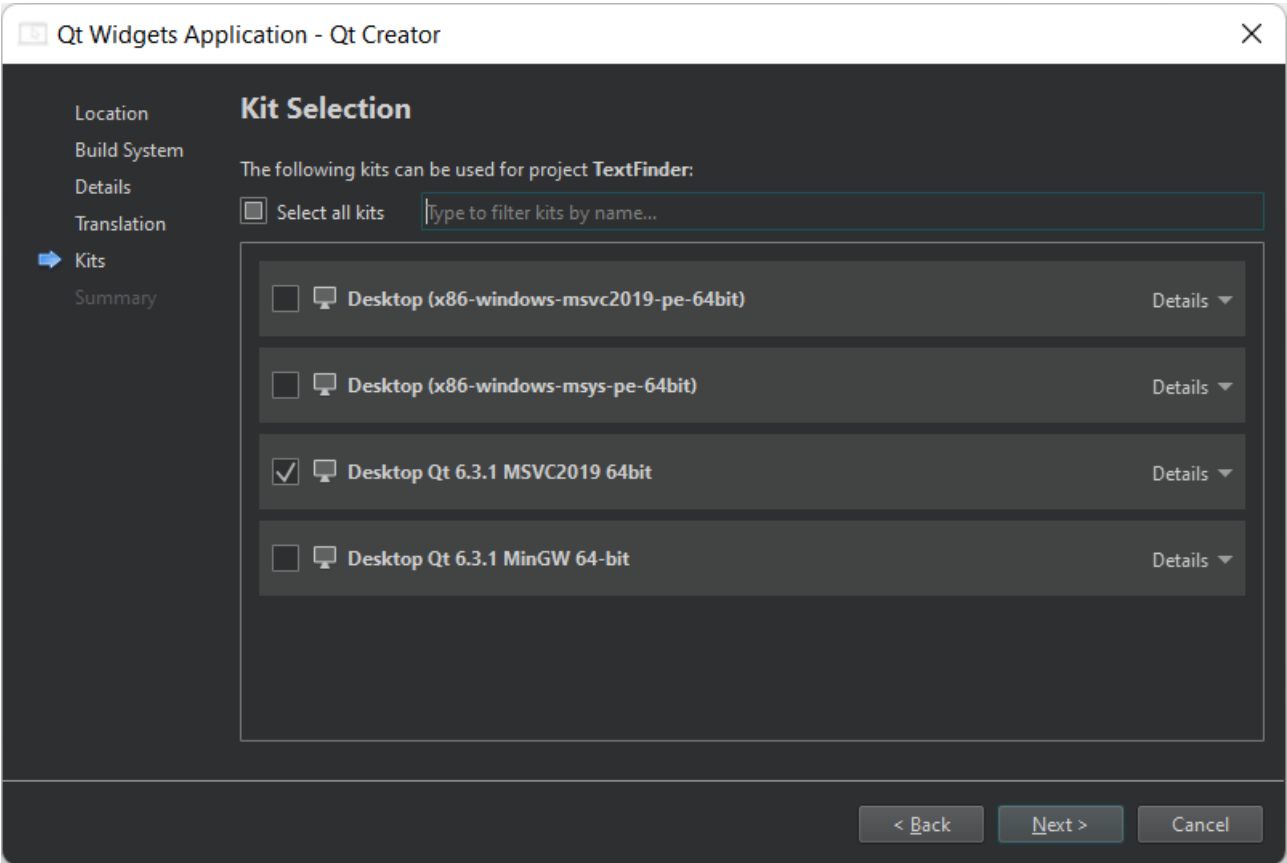 Qt Widgets Application - Qt Creator
Location
Build System
Details
Translation
Kits
Summary
Kit Selection
The following kits can be used for project TextFinder:
Select all kits
Type to filter kits by name...
Desktop (x86-windows-msvc2019-pe-64bit)
Details
Desktop (x86-windows-msys-pe-64bit)
Details
Desktop Qt 6.3.1 MSVC2019 64bit
Details
Desktop Qt 6.3.1 MinGW 64-bit
Details
< Back
Next >
Cancel